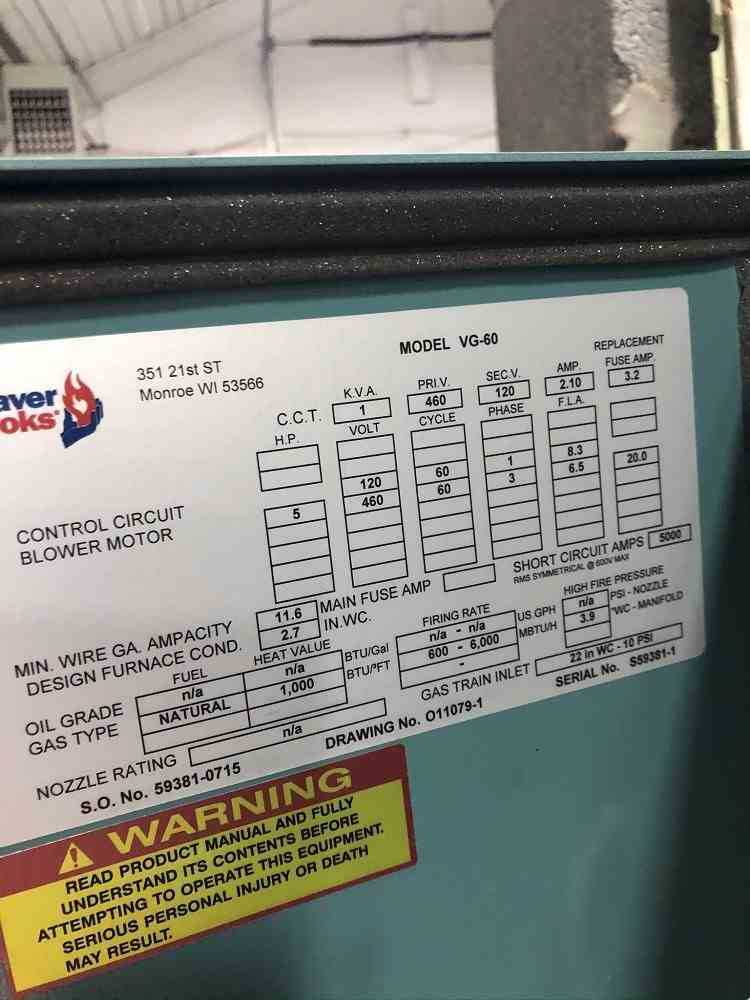 aver
oks
351 21st ST
Monroe WI 53566
MODEL VG-60
C.C.T. K.V.A. 1 PRI.V. 460 SEC.V. 120 AMP. 2.10 REPLACEMENT FUSE AMP. 3.2
H.P. VOLT CYCLE PHASE F.L.A.
CONTROL CIRCUIT 120 60 1 8.3
BLOWER MOTOR 5 460 60 3 6.5 20.0
MIN. WIRE GA. AMPACITY 11.6 MAIN FUSE AMP
SHORT CIRCUIT AMPS 5000
RMS SYMMETRICAL @ 600V MAX
DESIGN FURNACE COND. 2.7 IN.WC.
FUEL HEAT VALUE FIRING RATE HIGH FIRE PRESSURE
OIL GRADE n/a n/a BTU/Gal n/a - n/a US.GPH n/a PSI - NOZZLE
GAS TYPE NATURAL 1,000 BTU/³FT 600 - 6,000 MBTU/H 3.9 "WC - MANIFOLD
-
NOZZLE RATING n/a GAS TRAIN INLET 22 in WC - 10 PSI
S.O. No. 59381-0715 DRAWING No. O11079-1 SERIAL No. S59381-1
WARNING
READ PRODUCT MANUAL AND FULLY
UNDERSTAND ITS CONTENTS BEFORE
ATTEMPTING TO OPERATE THIS EQUIPMENT.
SERIOUS PERSONAL INJURY OR DEATH
MAY RESULT.